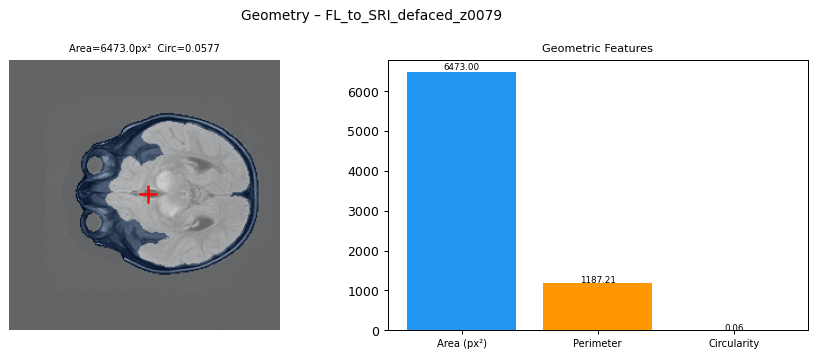 Geometry – FL_to_SRI_defaced_z0079
Area=6473.0px²  Circ=0.0577
Geometric Features
6473.00
1187.21
0.06
6000
5000
4000
3000
2000
1000
0
Area (px²)
Perimeter
Circularity